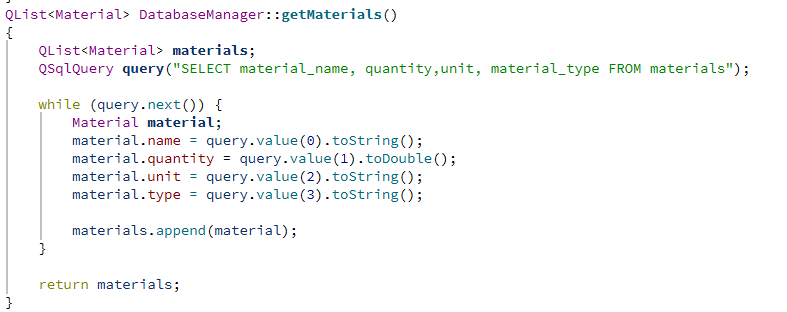 QList<Material> DatabaseManager::getMaterials()
{
    QList<Material> materials;
    QSqlQuery query("SELECT material_name, quantity,unit, material_type FROM materials");

    while (query.next()) {
        Material material;
        material.name = query.value(0).toString();
        material.quantity = query.value(1).toDouble();
        material.unit = query.value(2).toString();
        material.type = query.value(3).toString();

        materials.append(material);
    }

    return materials;
}